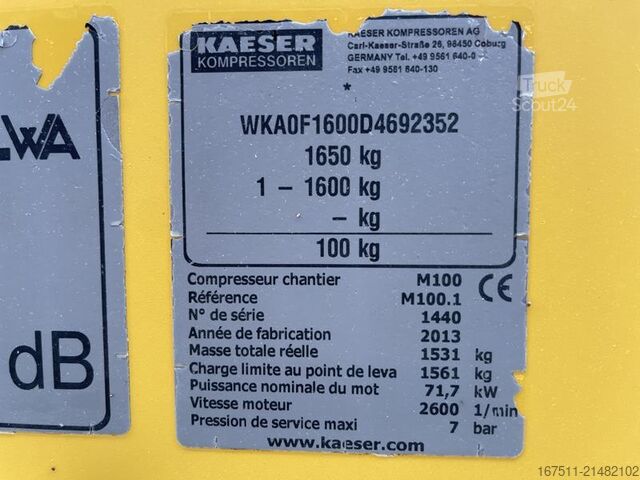 KAESER
KOMPRESSOREN
KAESER KOMPRESSOREN AG
Carl-Kaeser-Straße 26, 96450 Coburg
GERMANY Tel. +49 9561 640-0
Fax +49 9561 640-130
*
Truck
Scout24
WKA0F1600D4692352
1650 kg
1 – 1600 kg
– kg
100 kg
LWA
dB
Compresseur chantier M100 CE
Référence M100.1
N° de série 1440
Année de fabrication 2013
Masse totale réelle 1531 kg
Charge limite au point de leva 1561 kg
Puissance nominale du mot 71,7 kW
Vitesse moteur 2600 1/min
Pression de service maxi 7 bar
www.kaeser.com
167511-21482102